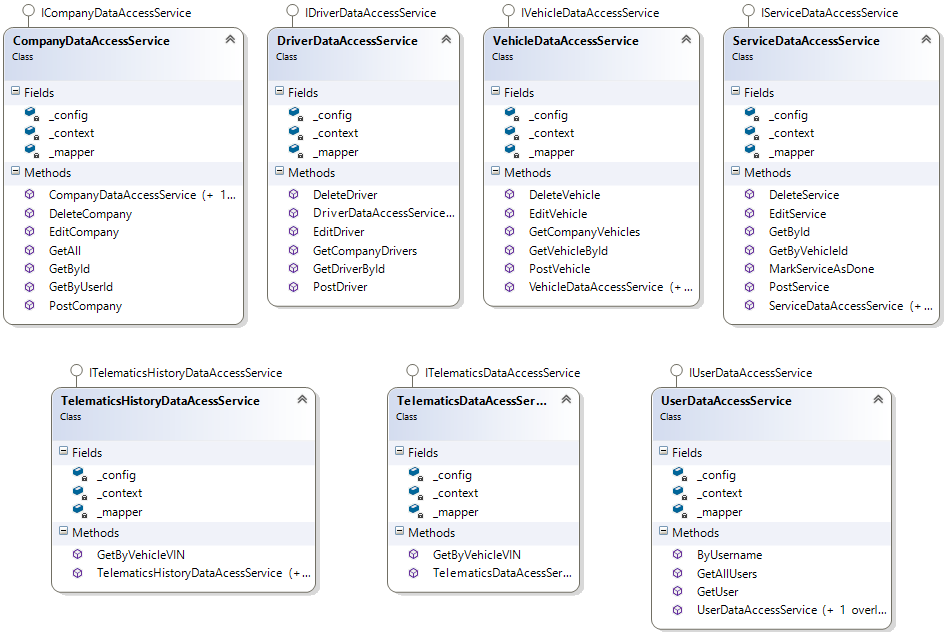 ICompanyDataAccessService
CompanyDataAccessService
Class
Fields
_config
_context
_mapper
Methods
CompanyDataAccessService (+ 1...
DeleteCompany
EditCompany
GetAll
GetById
GetByUserId
PostCompany
IDriverDataAccessService
DriverDataAccessService
Class
Fields
_config
_context
_mapper
Methods
DeleteDriver
DriverDataAccessService...
EditDriver
GetCompanyDrivers
GetDriverById
PostDriver
IVehicleDataAccessService
VehicleDataAccessService
Class
Fields
_config
_context
_mapper
Methods
DeleteVehicle
EditVehicle
GetCompanyVehicles
GetVehicleById
PostVehicle
VehicleDataAccessService (+ ...
IServiceDataAccessService
ServiceDataAccessService
Class
Fields
_config
_context
_mapper
Methods
DeleteService
EditService
GetById
GetByVehicleId
MarkServiceAsDone
PostService
ServiceDataAccessService (+ ...
ITelematicsHistoryDataAccessService
TelematicsHistoryDataAcessService
Class
Fields
_config
_context
_mapper
Methods
GetByVehicleVIN
TelematicsHistoryDataAcessService (+...
ITelematicsDataAccessService
TelematicsDataAcessSer...
Class
Fields
_config
_context
_mapper
Methods
GetByVehicleVIN
TelematicsDataAcessSer...
IUserDataAccessService
UserDataAccessService
Class
Fields
_config
_context
_mapper
Methods
ByUsername
GetAllUsers
GetUser
UserDataAccessService (+ 1 overl...